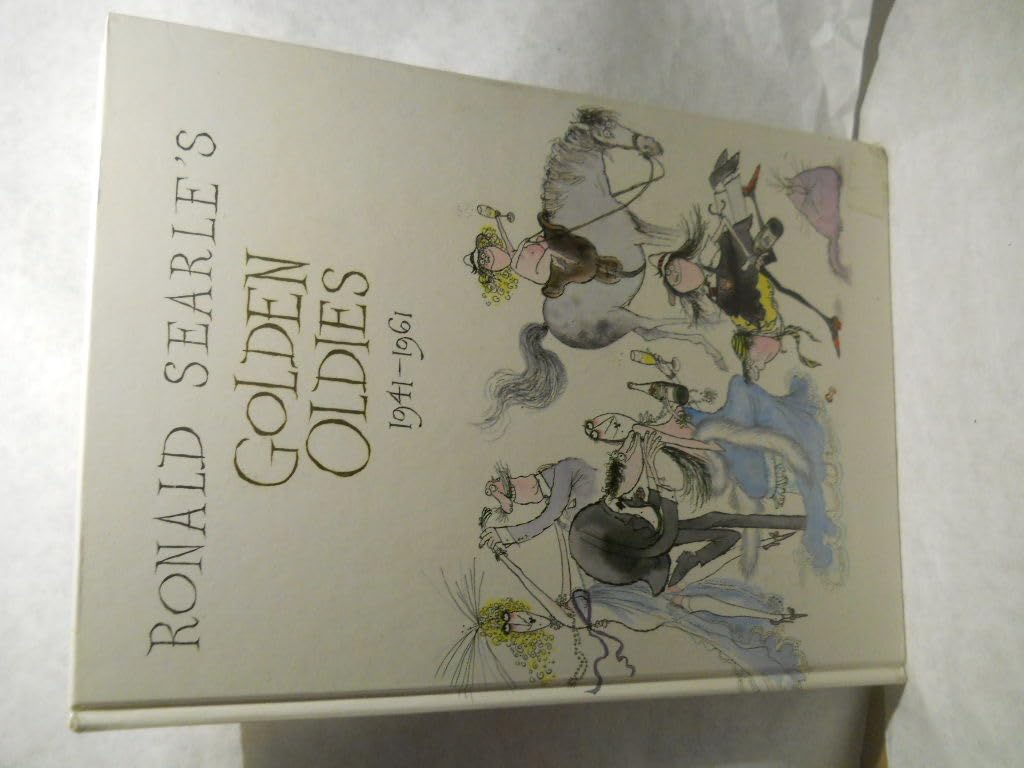 RONALD SEARLE'S
GOLDEN
OLDIES
1941–1961